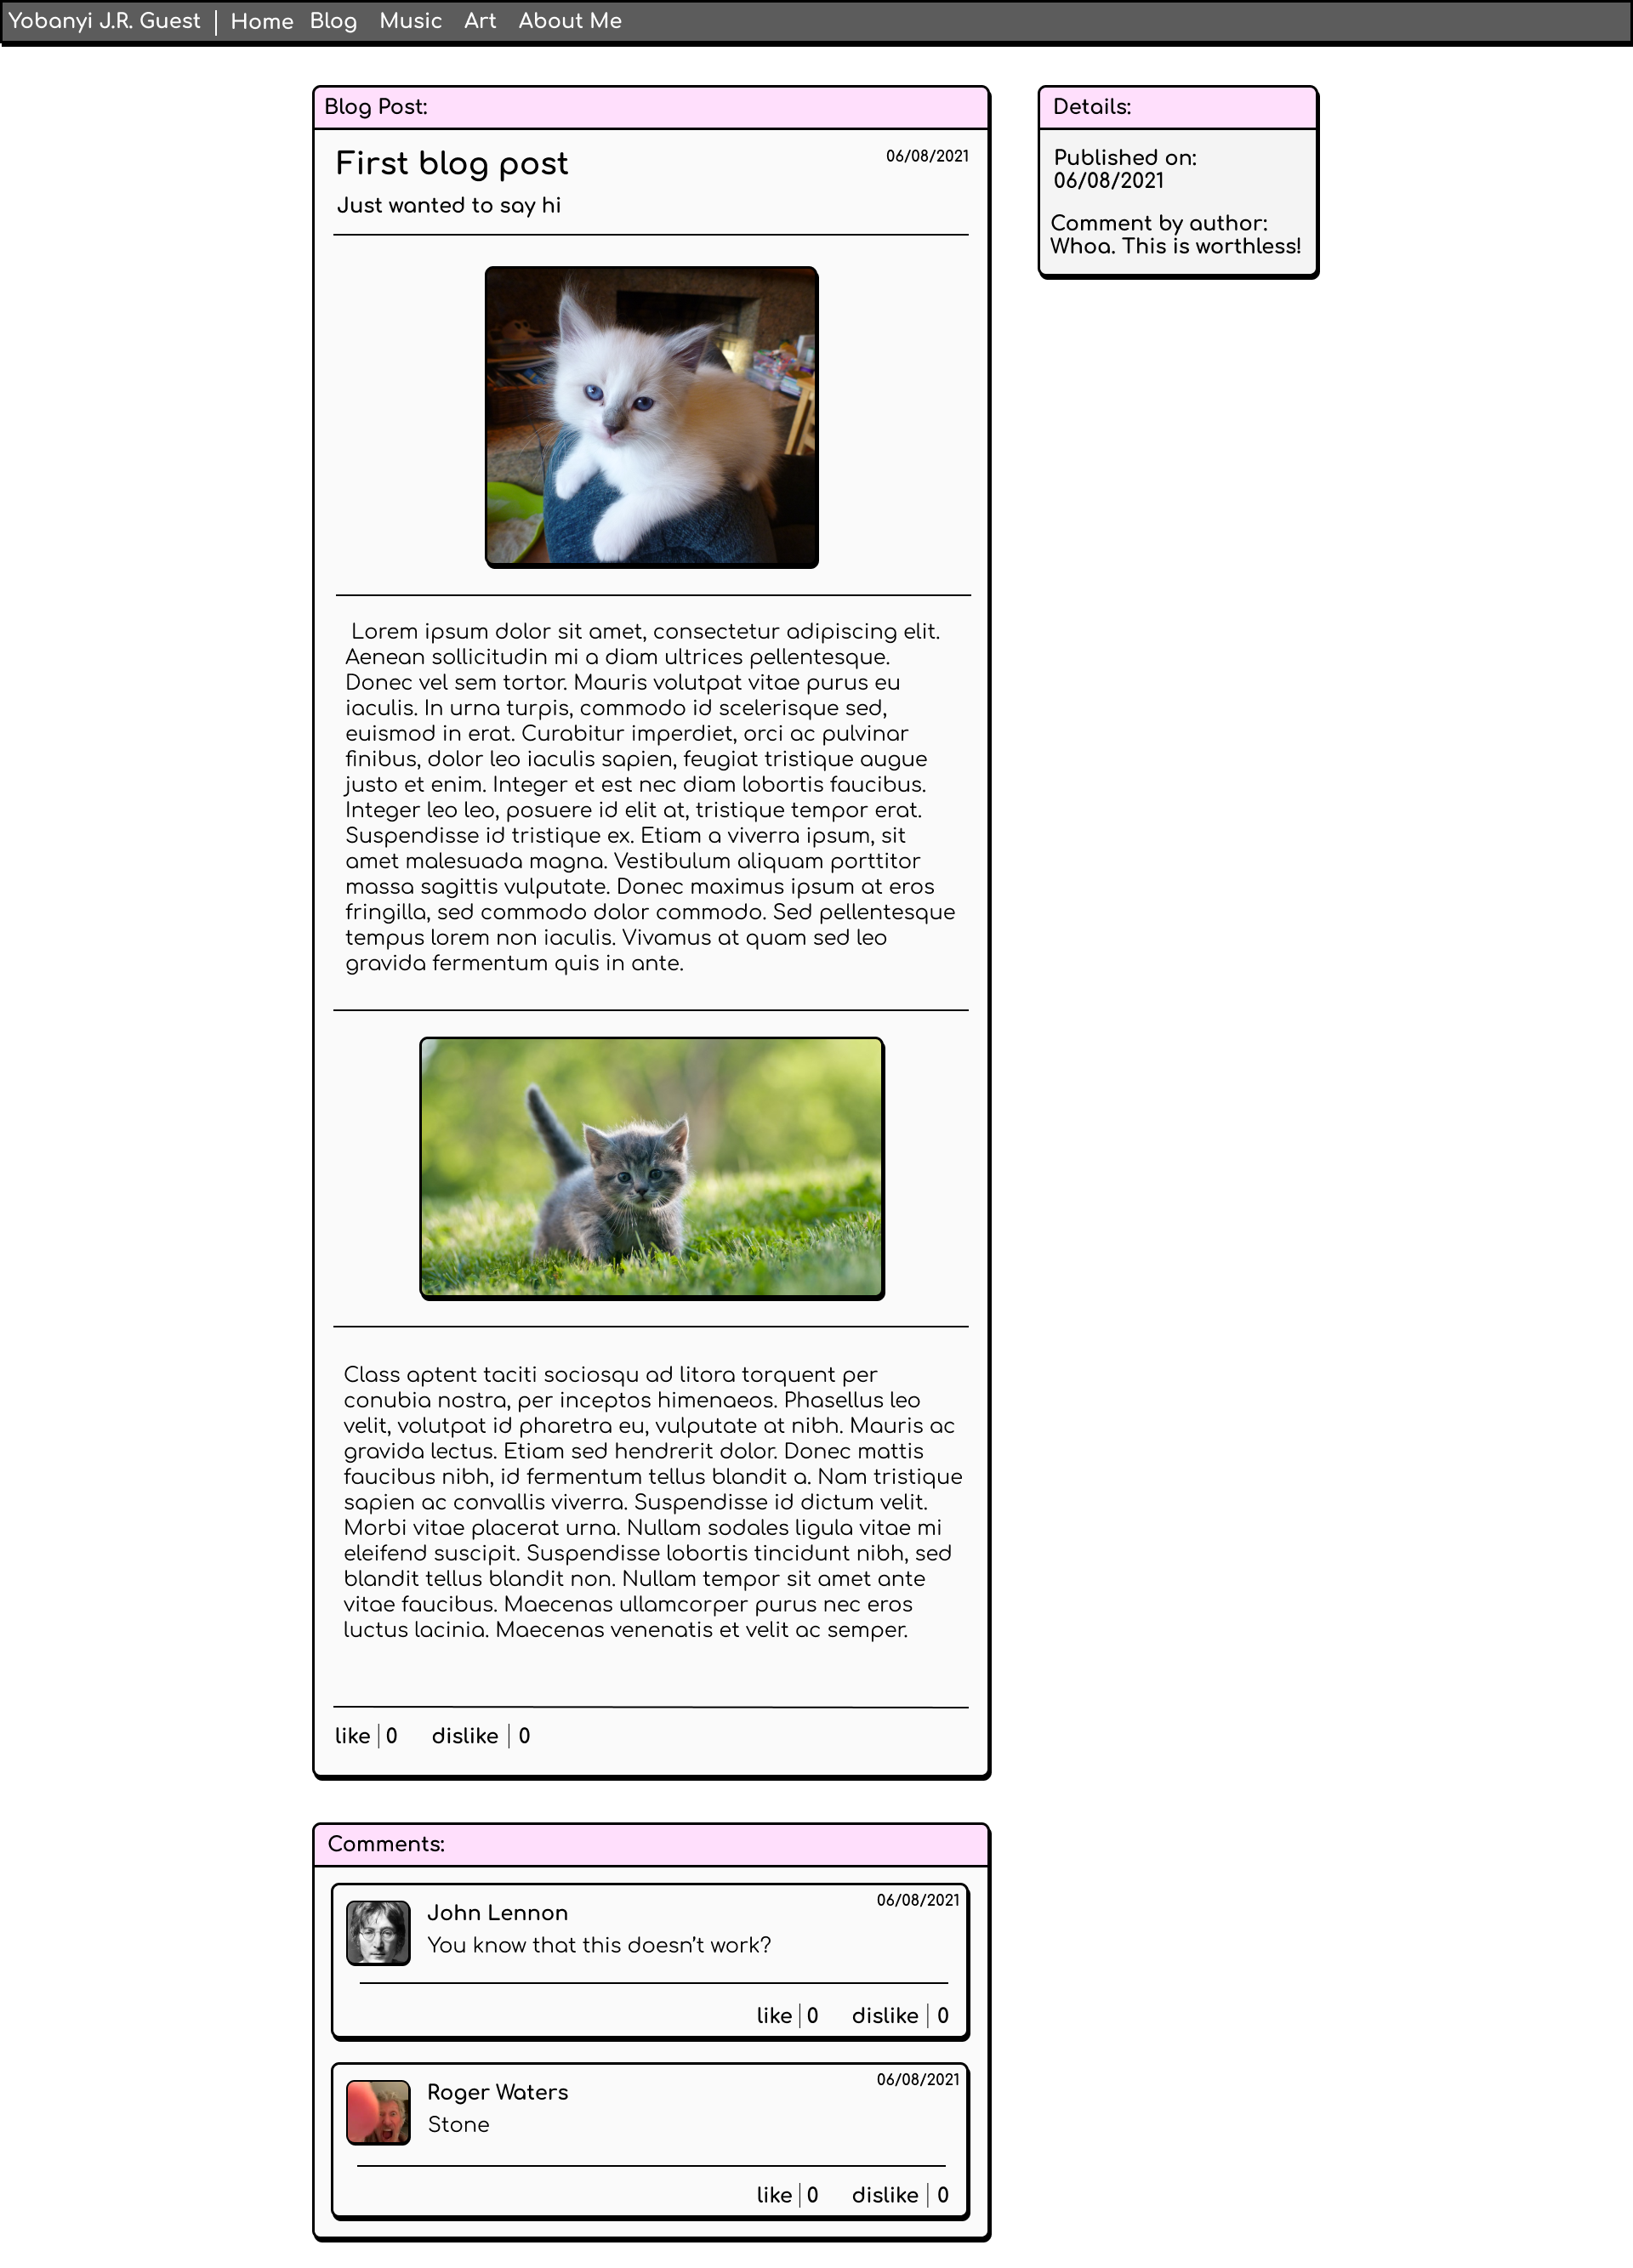 Yobanyi J.R. Guest | Home Blog Music Art About Me
Blog Post:
First blog post
06/08/2021
Just wanted to say hi
Lorem ipsum dolor sit amet, consectetur adipiscing elit.
Aenean sollicitudin mi a diam ultrices pellentesque.
Donec vel sem tortor. Mauris volutpat vitae purus eu
iaculis. In urna turpis, commodo id scelerisque sed,
euismod in erat. Curabitur imperdiet, orci ac pulvinar
finibus, dolor leo iaculis sapien, feugiat tristique augue
justo et enim. Integer et est nec diam lobortis faucibus.
Integer leo leo, posuere id elit at, tristique tempor erat.
Suspendisse id tristique ex. Etiam a viverra ipsum, sit
amet malesuada magna. Vestibulum aliquam porttitor
massa sagittis vulputate. Donec maximus ipsum at eros
fringilla, sed commodo dolor commodo. Sed pellentesque
tempus lorem non iaculis. Vivamus at quam sed leo
gravida fermentum quis in ante.
Class aptent taciti sociosqu ad litora torquent per
conubia nostra, per inceptos himenaeos. Phasellus leo
velit, volutpat id pharetra eu, vulputate at nibh. Mauris ac
gravida lectus. Etiam sed hendrerit dolor. Donec mattis
faucibus nibh, id fermentum tellus blandit a. Nam tristique
sapien ac convallis viverra. Suspendisse id dictum velit.
Morbi vitae placerat urna. Nullam sodales ligula vitae mi
eleifend suscipit. Suspendisse lobortis tincidunt nibh, sed
blandit tellus blandit non. Nullam tempor sit amet ante
vitae faucibus. Maecenas ullamcorper purus nec eros
luctus lacinia. Maecenas venenatis et velit ac semper.
like | 0 dislike | 0
Details:
Published on:
06/08/2021
Comment by author:
Whoa. This is worthless!
Comments:
06/08/2021
John Lennon
You know that this doesn't work?
like | 0 dislike | 0
06/08/2021
Roger Waters
Stone
like | 0 dislike | 0